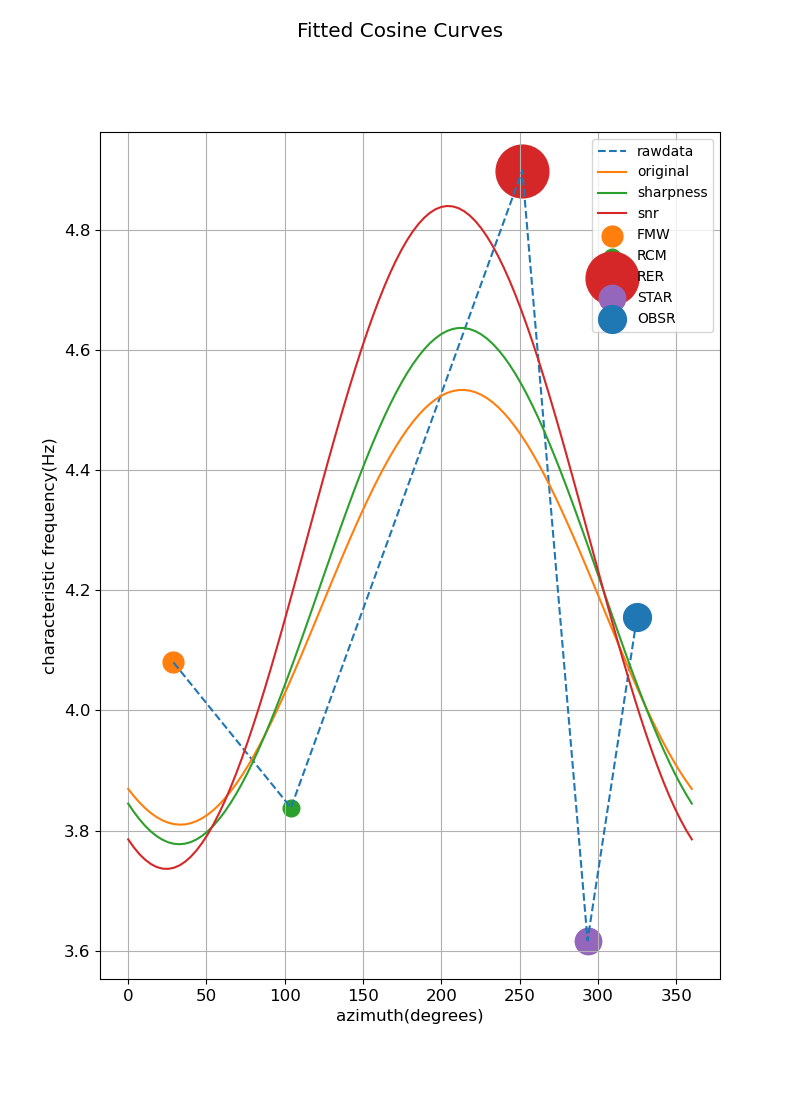 Fitted Cosine Curves
rawdata
original
sharpness
snr
FMW
RCM
RER
STAR
OBSR
characteristic frequency(Hz)
4.8
4.6
4.4
4.2
4.0
3.8
3.6
0 50 100 150 200 250 300 350
azimuth(degrees)